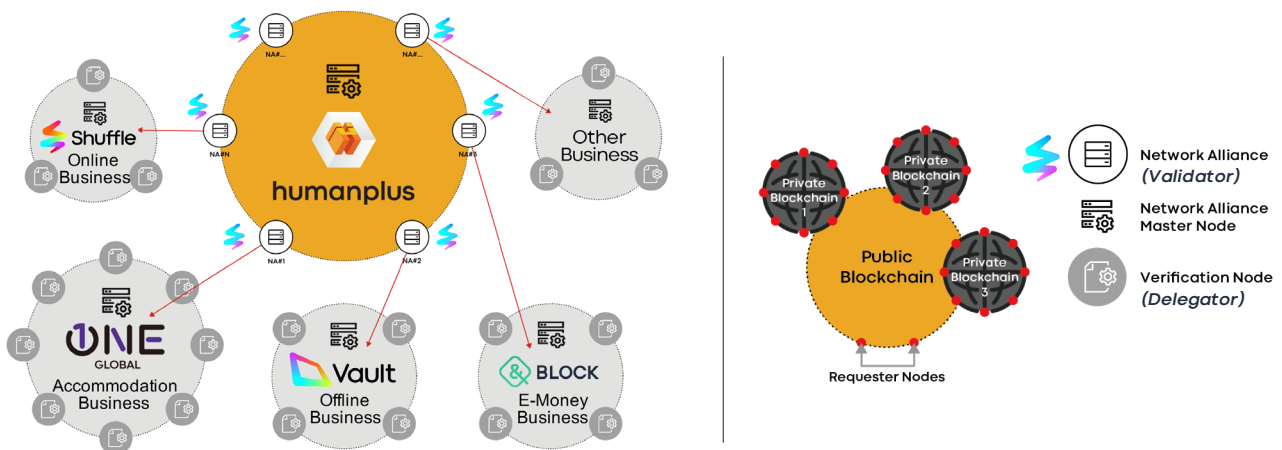 NA#...
NA#...
Shuffle
Online
Business
NA#N
humanplus
NA#3
Other
Business
NA#1
NA#2
1ONE
GLOBAL
Accommodation
Business
Vault
Offline
Business
& BLOCK
E-Money
Business
Private
Blockchain
1
Private
Blockchain
2
Public
Blockchain
Private
Blockchain
3
Requester Nodes
Network Alliance
(Validator)
Network Alliance
Master Node
Verification Node
(Delegator)